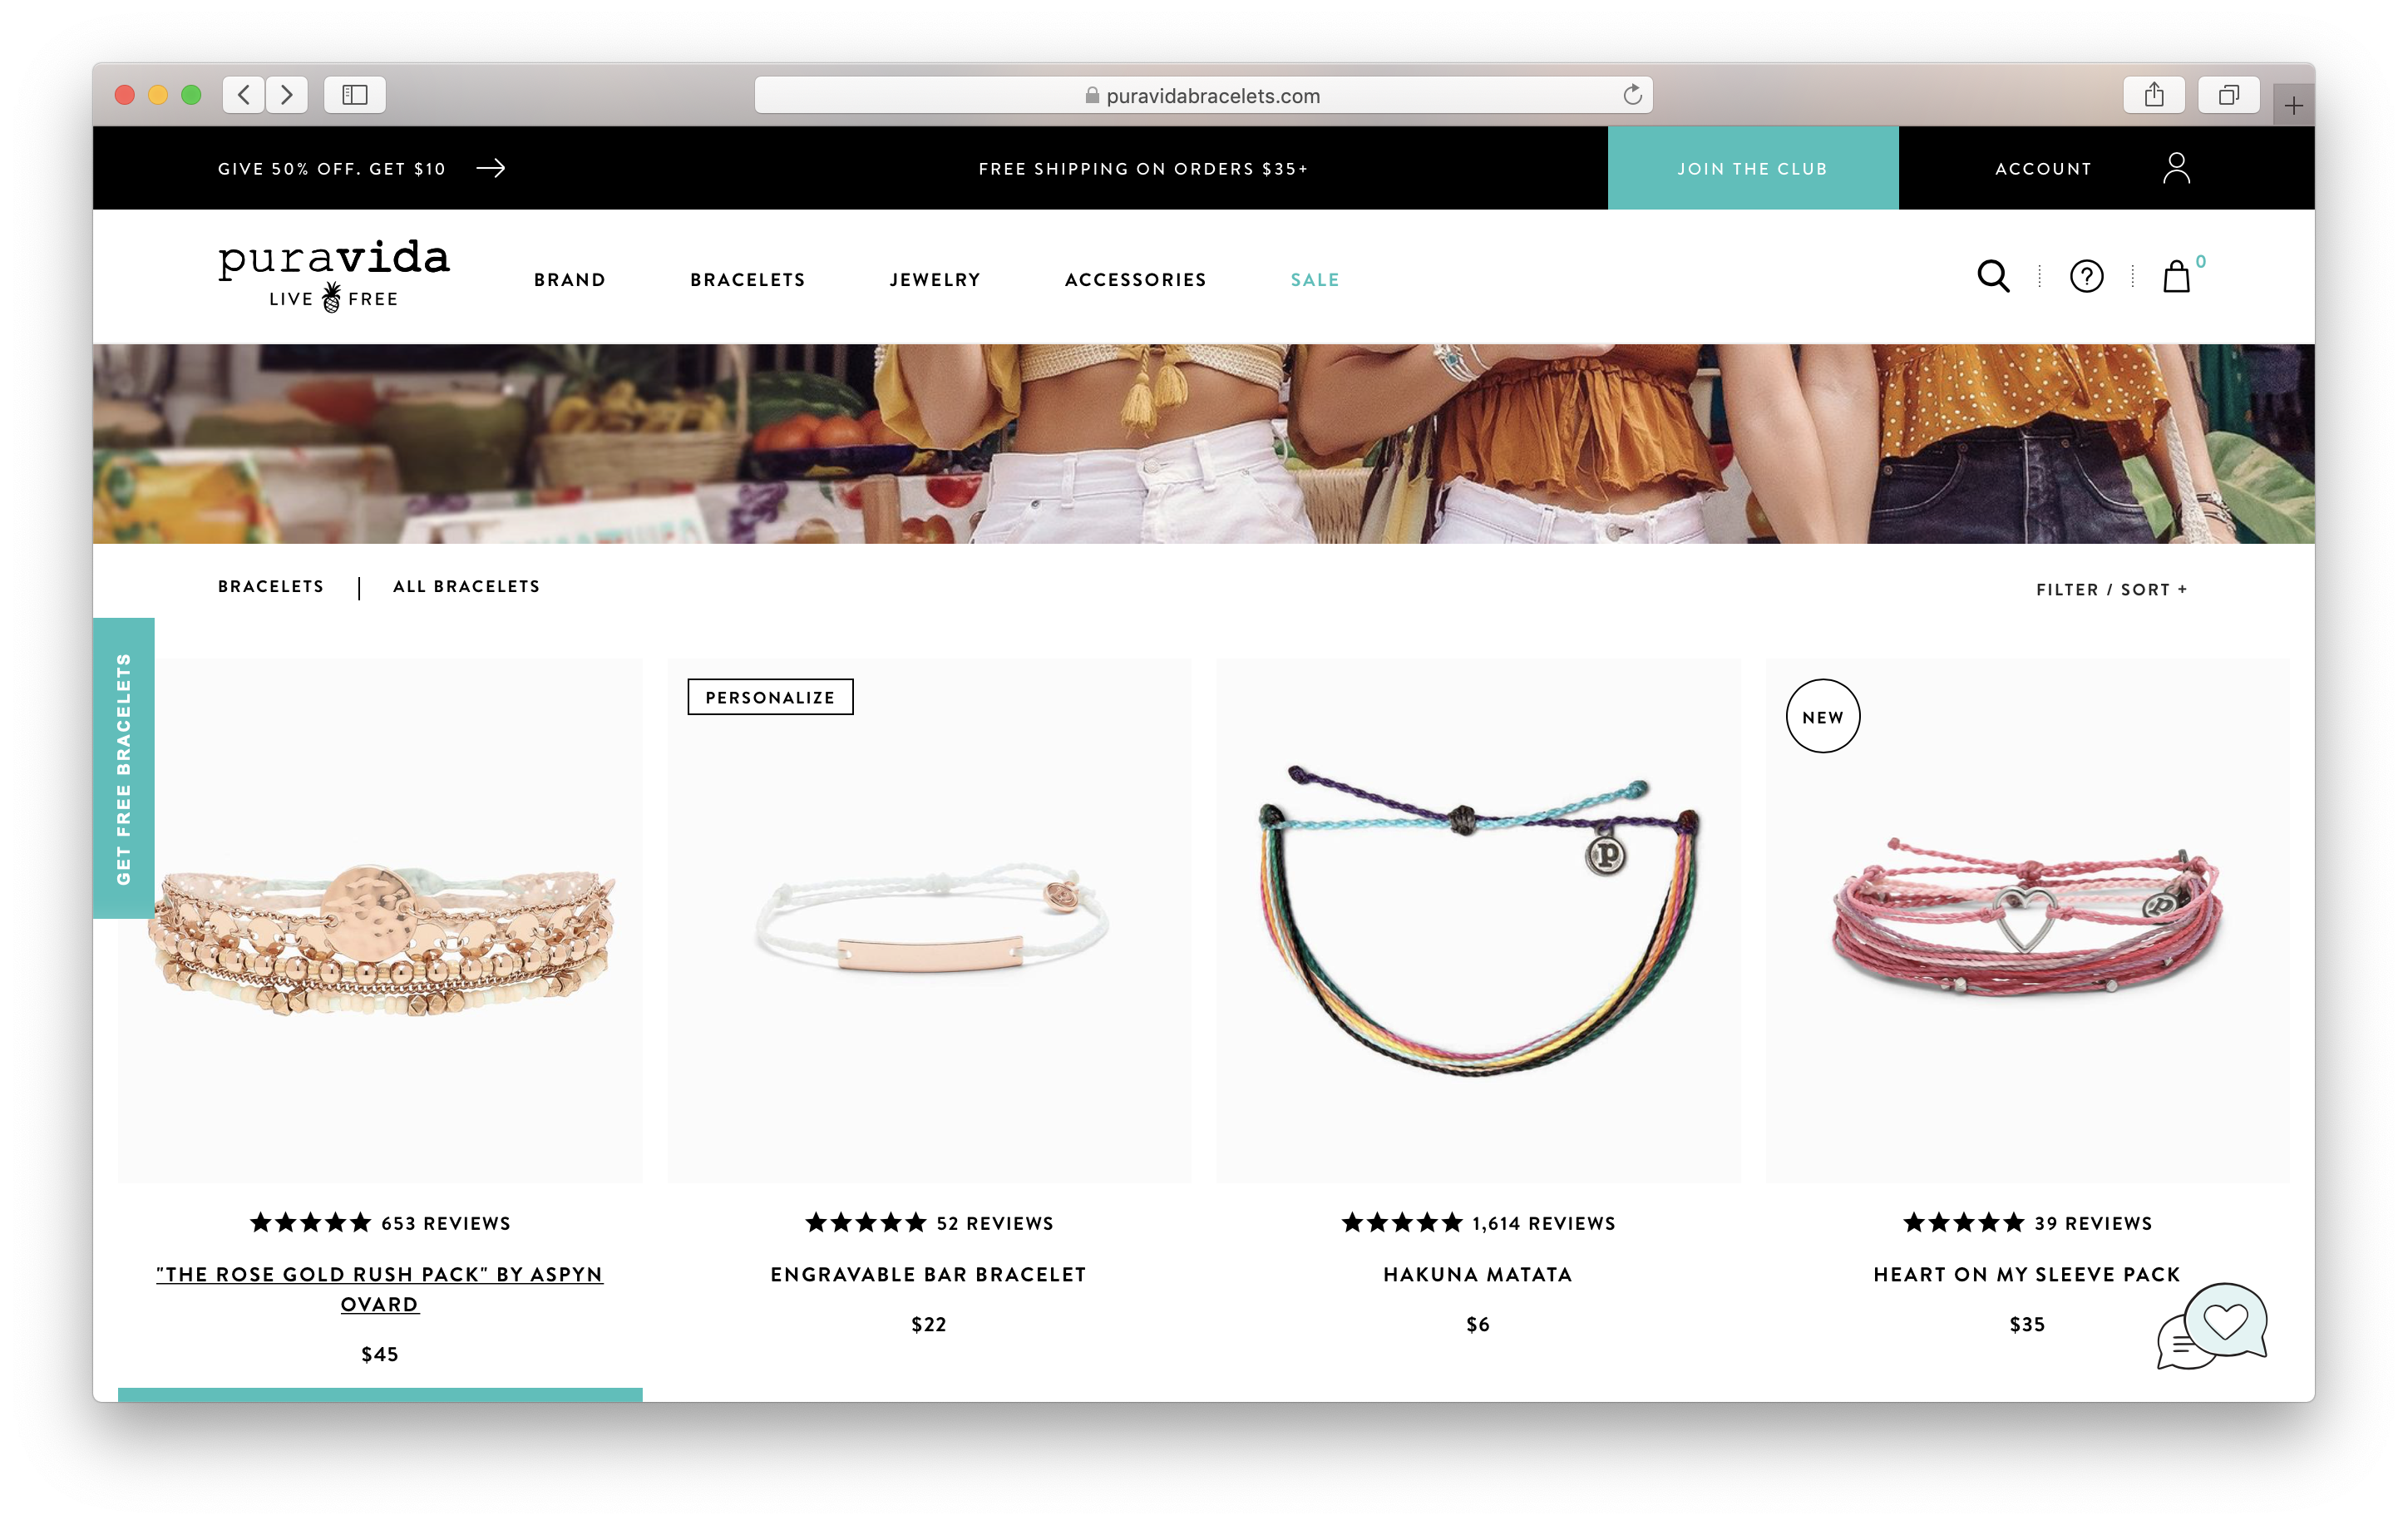 puravidabracelets.com
GIVE 50% OFF. GET $10
FREE SHIPPING ON ORDERS $35+
JOIN THE CLUB
ACCOUNT
puravida
LIVE FREE
BRAND
BRACELETS
JEWELRY
ACCESSORIES
SALE
?
0
BRACELETS | ALL BRACELETS
FILTER / SORT +
GET FREE BRACELETS
PERSONALIZE
p
NEW
p
★★★★★ 653 REVIEWS
"THE ROSE GOLD RUSH PACK" BY ASPYN
OVARD
$45
★★★★★ 52 REVIEWS
ENGRAVABLE BAR BRACELET
$22
★★★★★ 1,614 REVIEWS
HAKUNA MATATA
$6
★★★★★ 39 REVIEWS
HEART ON MY SLEEVE PACK
$35